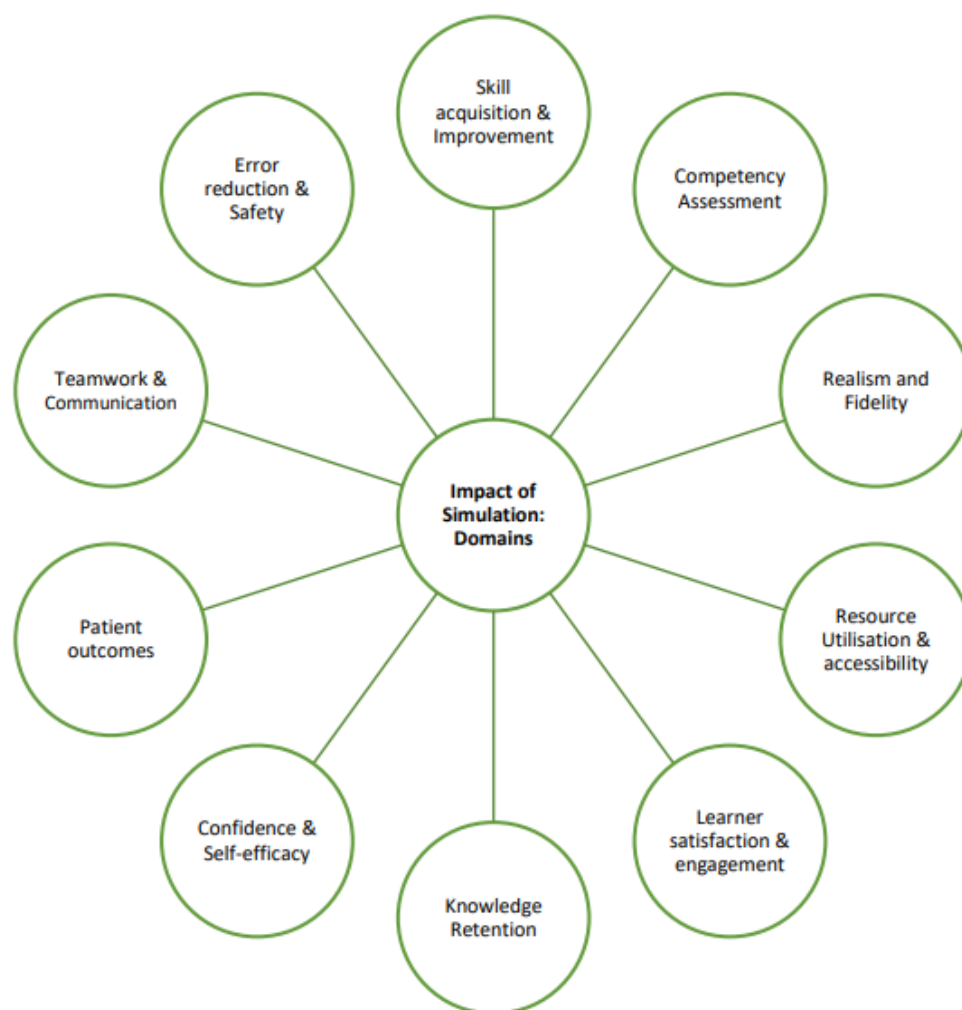 Skill
acquisition &
Improvement
Competency
Assessment
Realism and
Fidelity
Resource
Utilisation &
accessibility
Learner
satisfaction &
engagement
Knowledge
Retention
Confidence &
Self-efficacy
Patient
outcomes
Teamwork &
Communication
Error
reduction &
Safety
Impact of
Simulation:
Domains